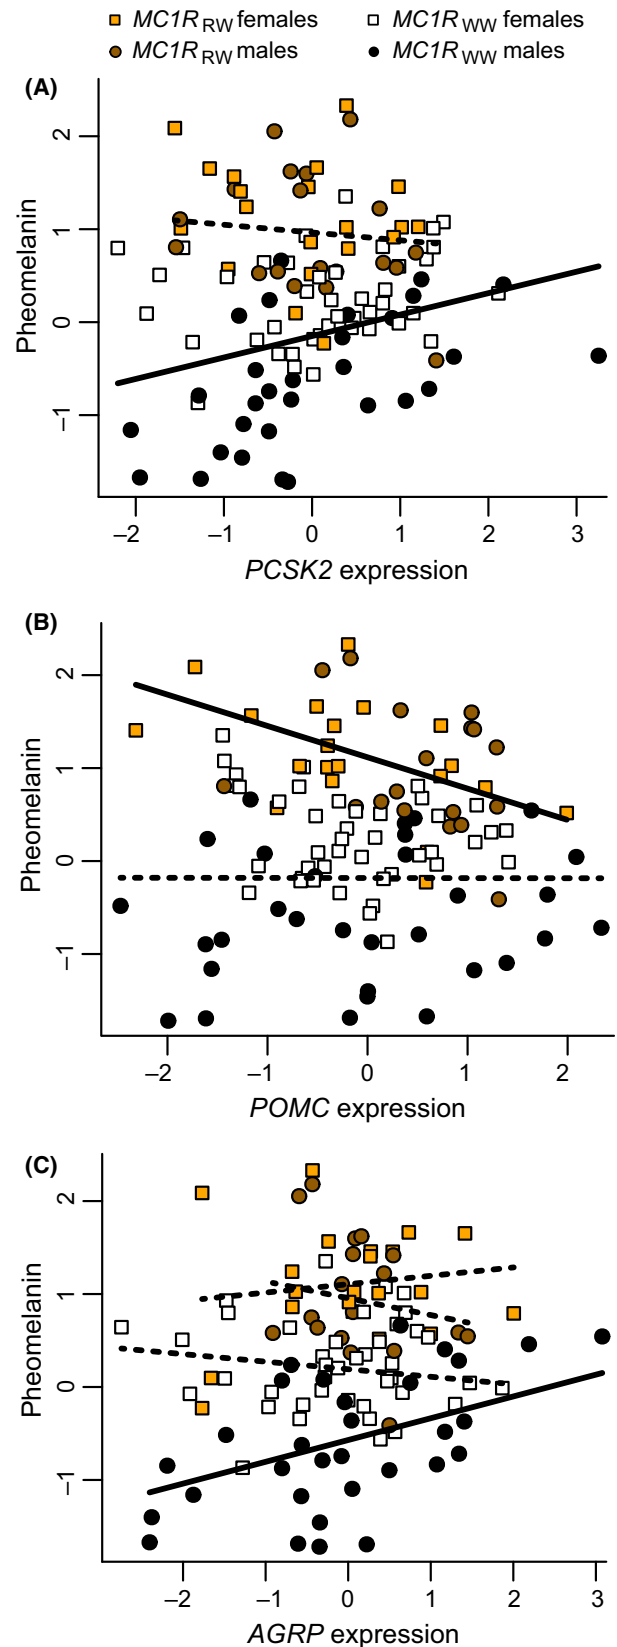 MC1R RW females MC1R WW females
MC1R RW males MC1R WW males
(A)
Pheomelanin
2
1
0
−1
−2 −1 0 1 2 3
PCSK2 expression
(B)
Pheomelanin
2
1
0
−1
−2 −1 0 1 2
POMC expression
(C)
Pheomelanin
2
1
0
−1
−2 −1 0 1 2 3
AGRP expression